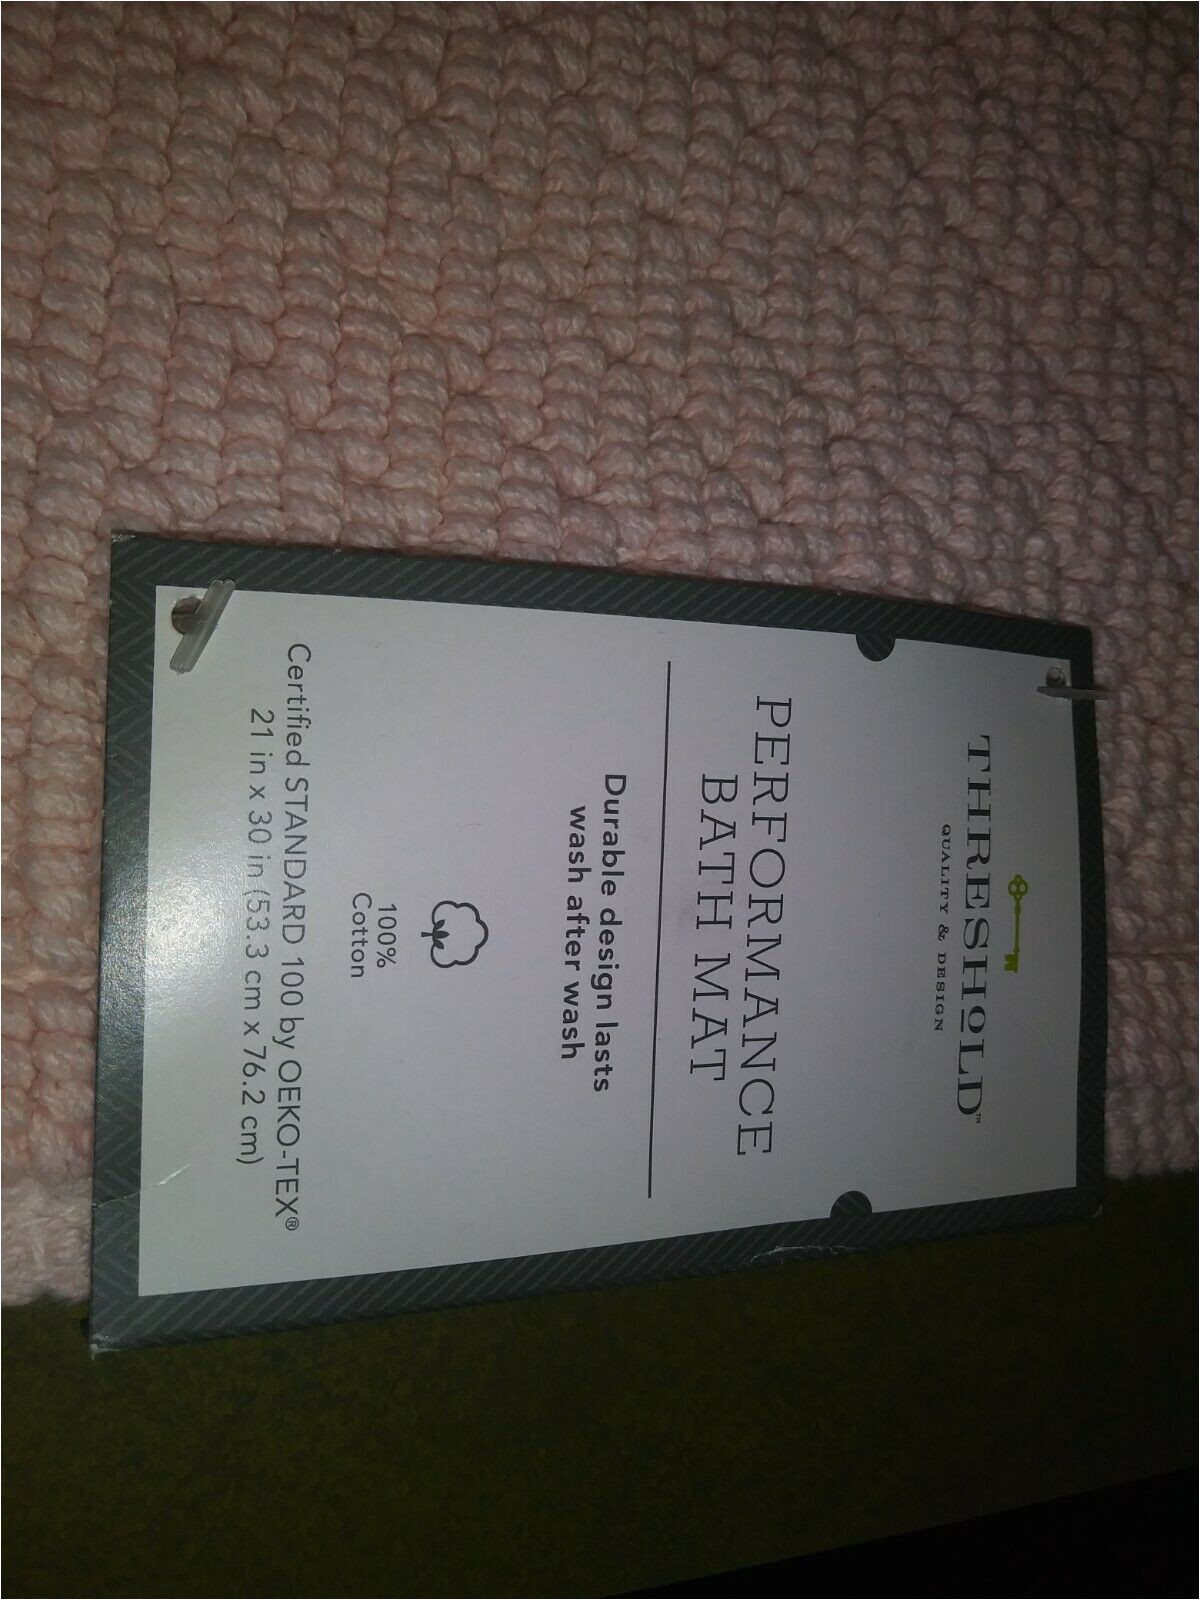 THRESHOLD™
QUALITY & DESIGN
PERFORMANCE
BATH MAT
Durable design lasts
wash after wash
100%
Cotton
Certified STANDARD 100 by OEKO-TEX®
21 in x 30 in (53.3 cm x 76.2 cm)